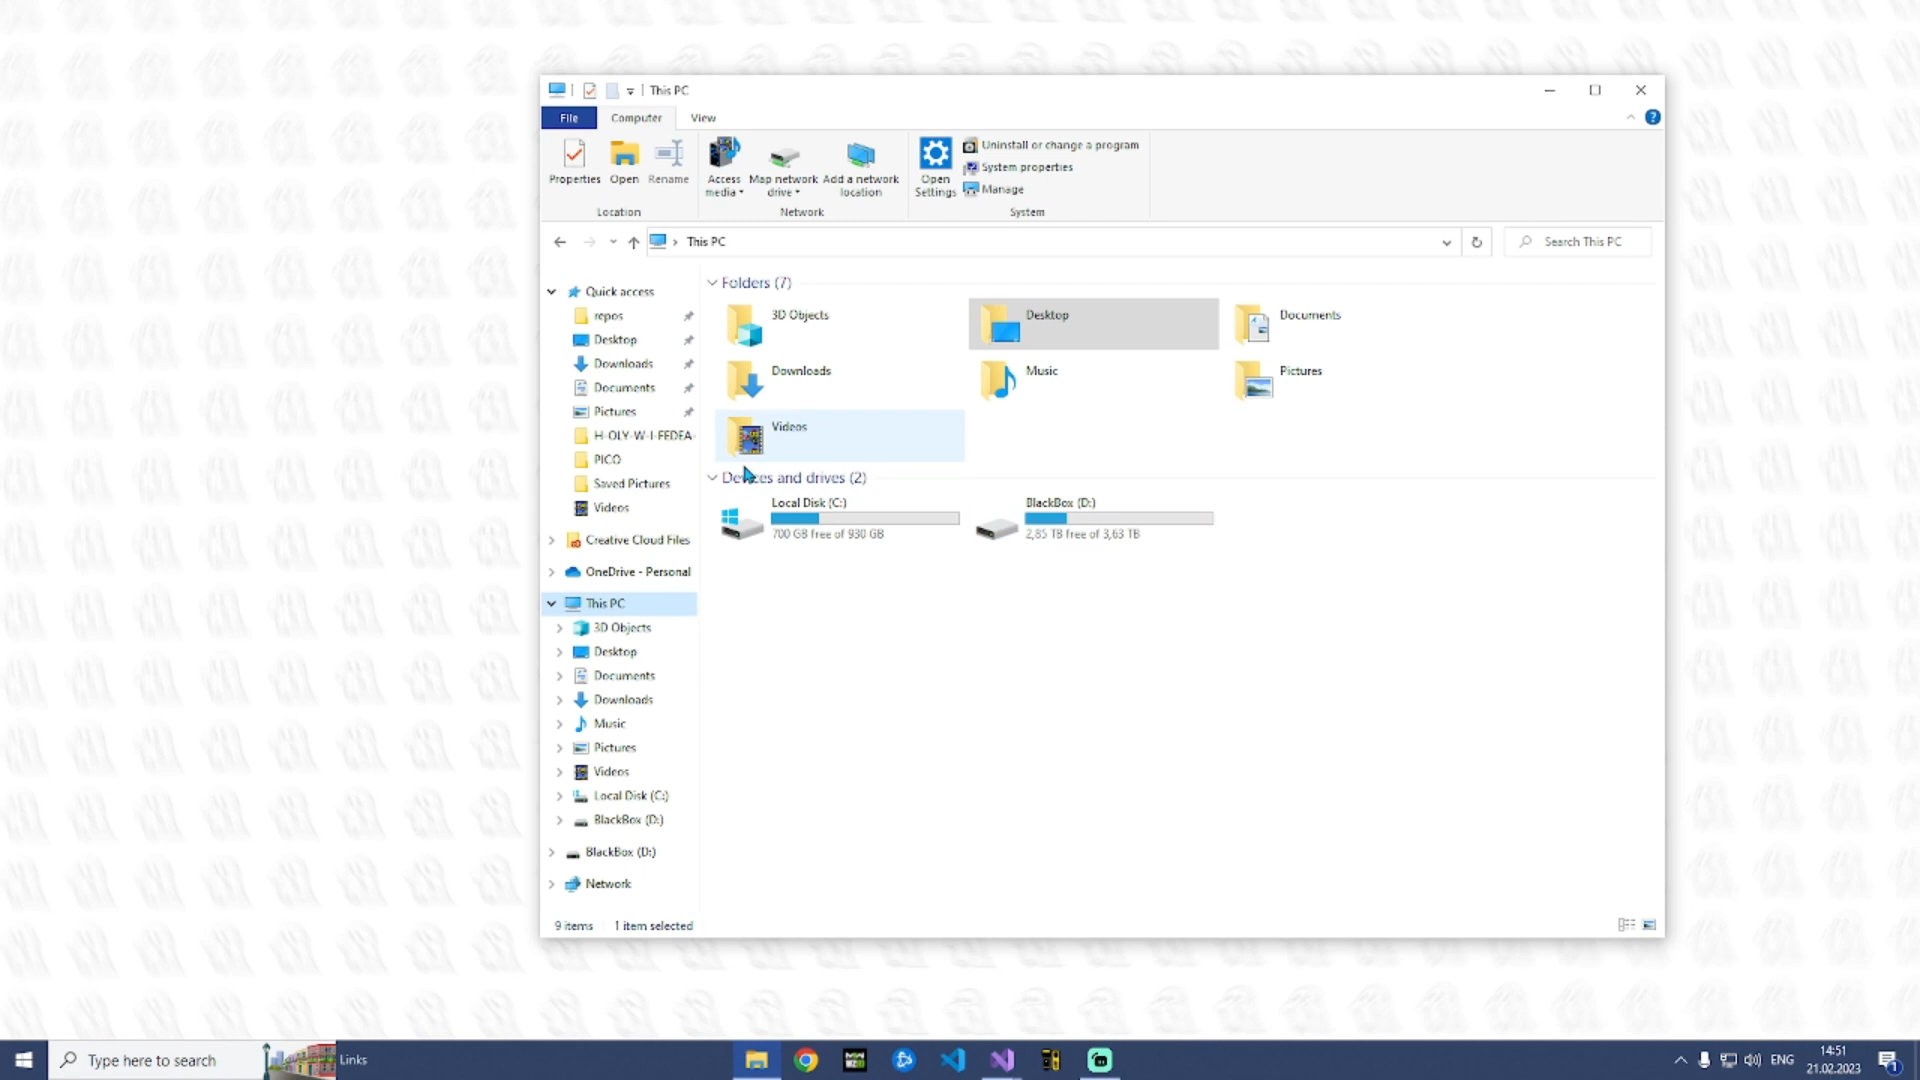 This PC
File
Computer
View
Properties
Open
Rename
Access
media
Map network
drive
Add a network
location
Open
Settings
Uninstall or change a program
System properties
Manage
Location
Network
System
This PC
Search This PC
Quick access
repos
Desktop
Downloads
Documents
Pictures
H-OLY-W-I-FEDEA-
PICO
Saved Pictures
Videos
Creative Cloud Files
OneDrive - Personal
This PC
3D Objects
Desktop
Documents
Downloads
Music
Pictures
Videos
Local Disk (C:)
BlackBox (D:)
BlackBox (D:)
Network
Folders (7)
3D Objects
Desktop
Documents
Downloads
Music
Pictures
Videos
Devices and drives (2)
Local Disk (C:)
700 GB free of 930 GB
BlackBox (D:)
2,85 TB free of 3,63 TB
9 items
1 item selected
Type here to search
Links
ENG
14:51
21.02.2023
1